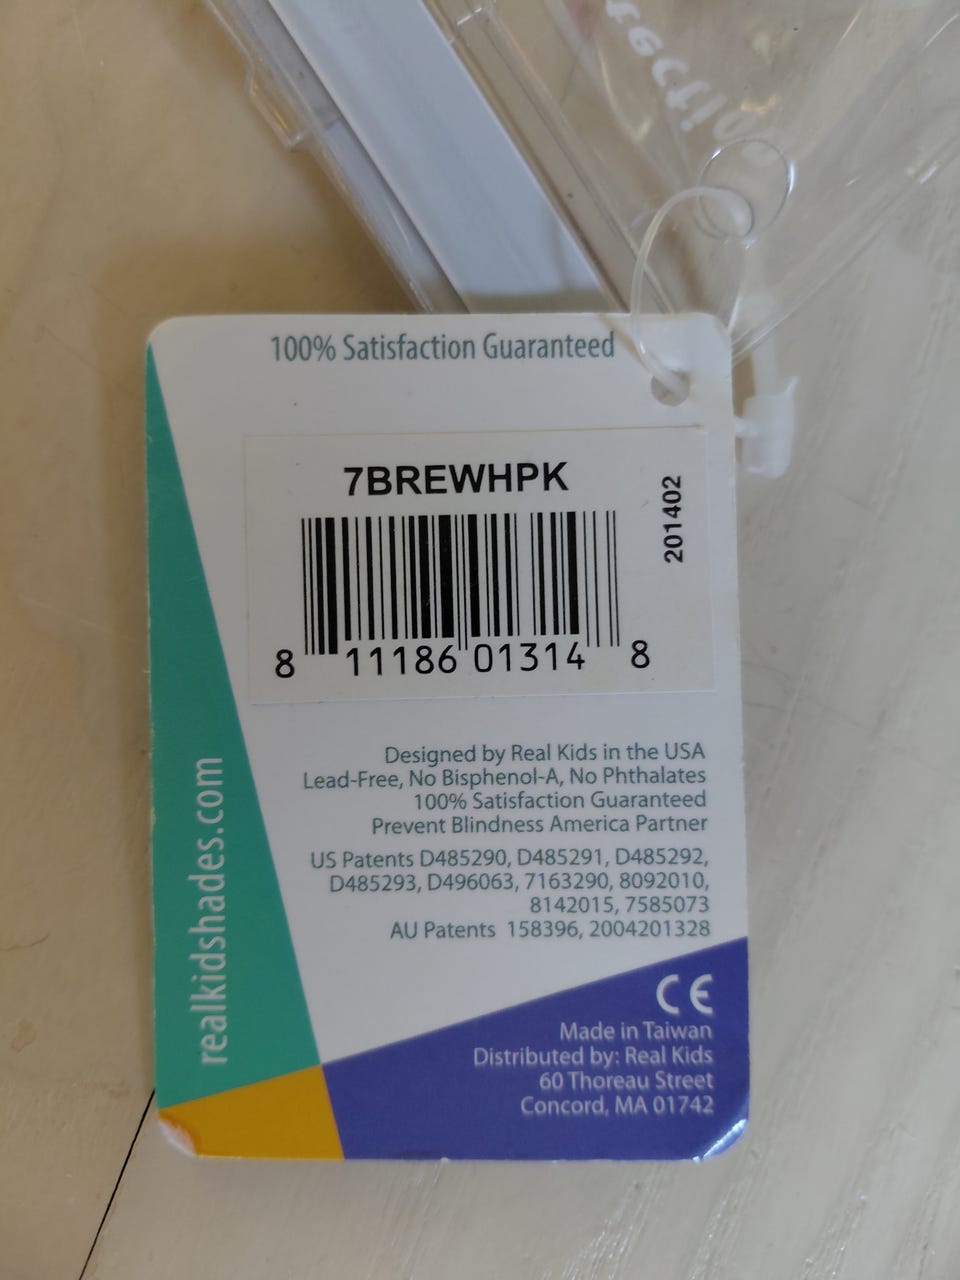 fection
100% Satisfaction Guaranteed
7BREWHPK
201402
8 11186 01314 8
Designed by Real Kids in the USA
Lead-Free, No Bisphenol-A, No Phthalates
100% Satisfaction Guaranteed
Prevent Blindness America Partner
US Patents D485290, D485291, D485292,
D485293, D496063, 7163290, 8092010,
8142015, 7585073
AU Patents 158396, 2004201328
realkidshades.com
CE
Made in Taiwan
Distributed by: Real Kids
60 Thoreau Street
Concord, MA 01742